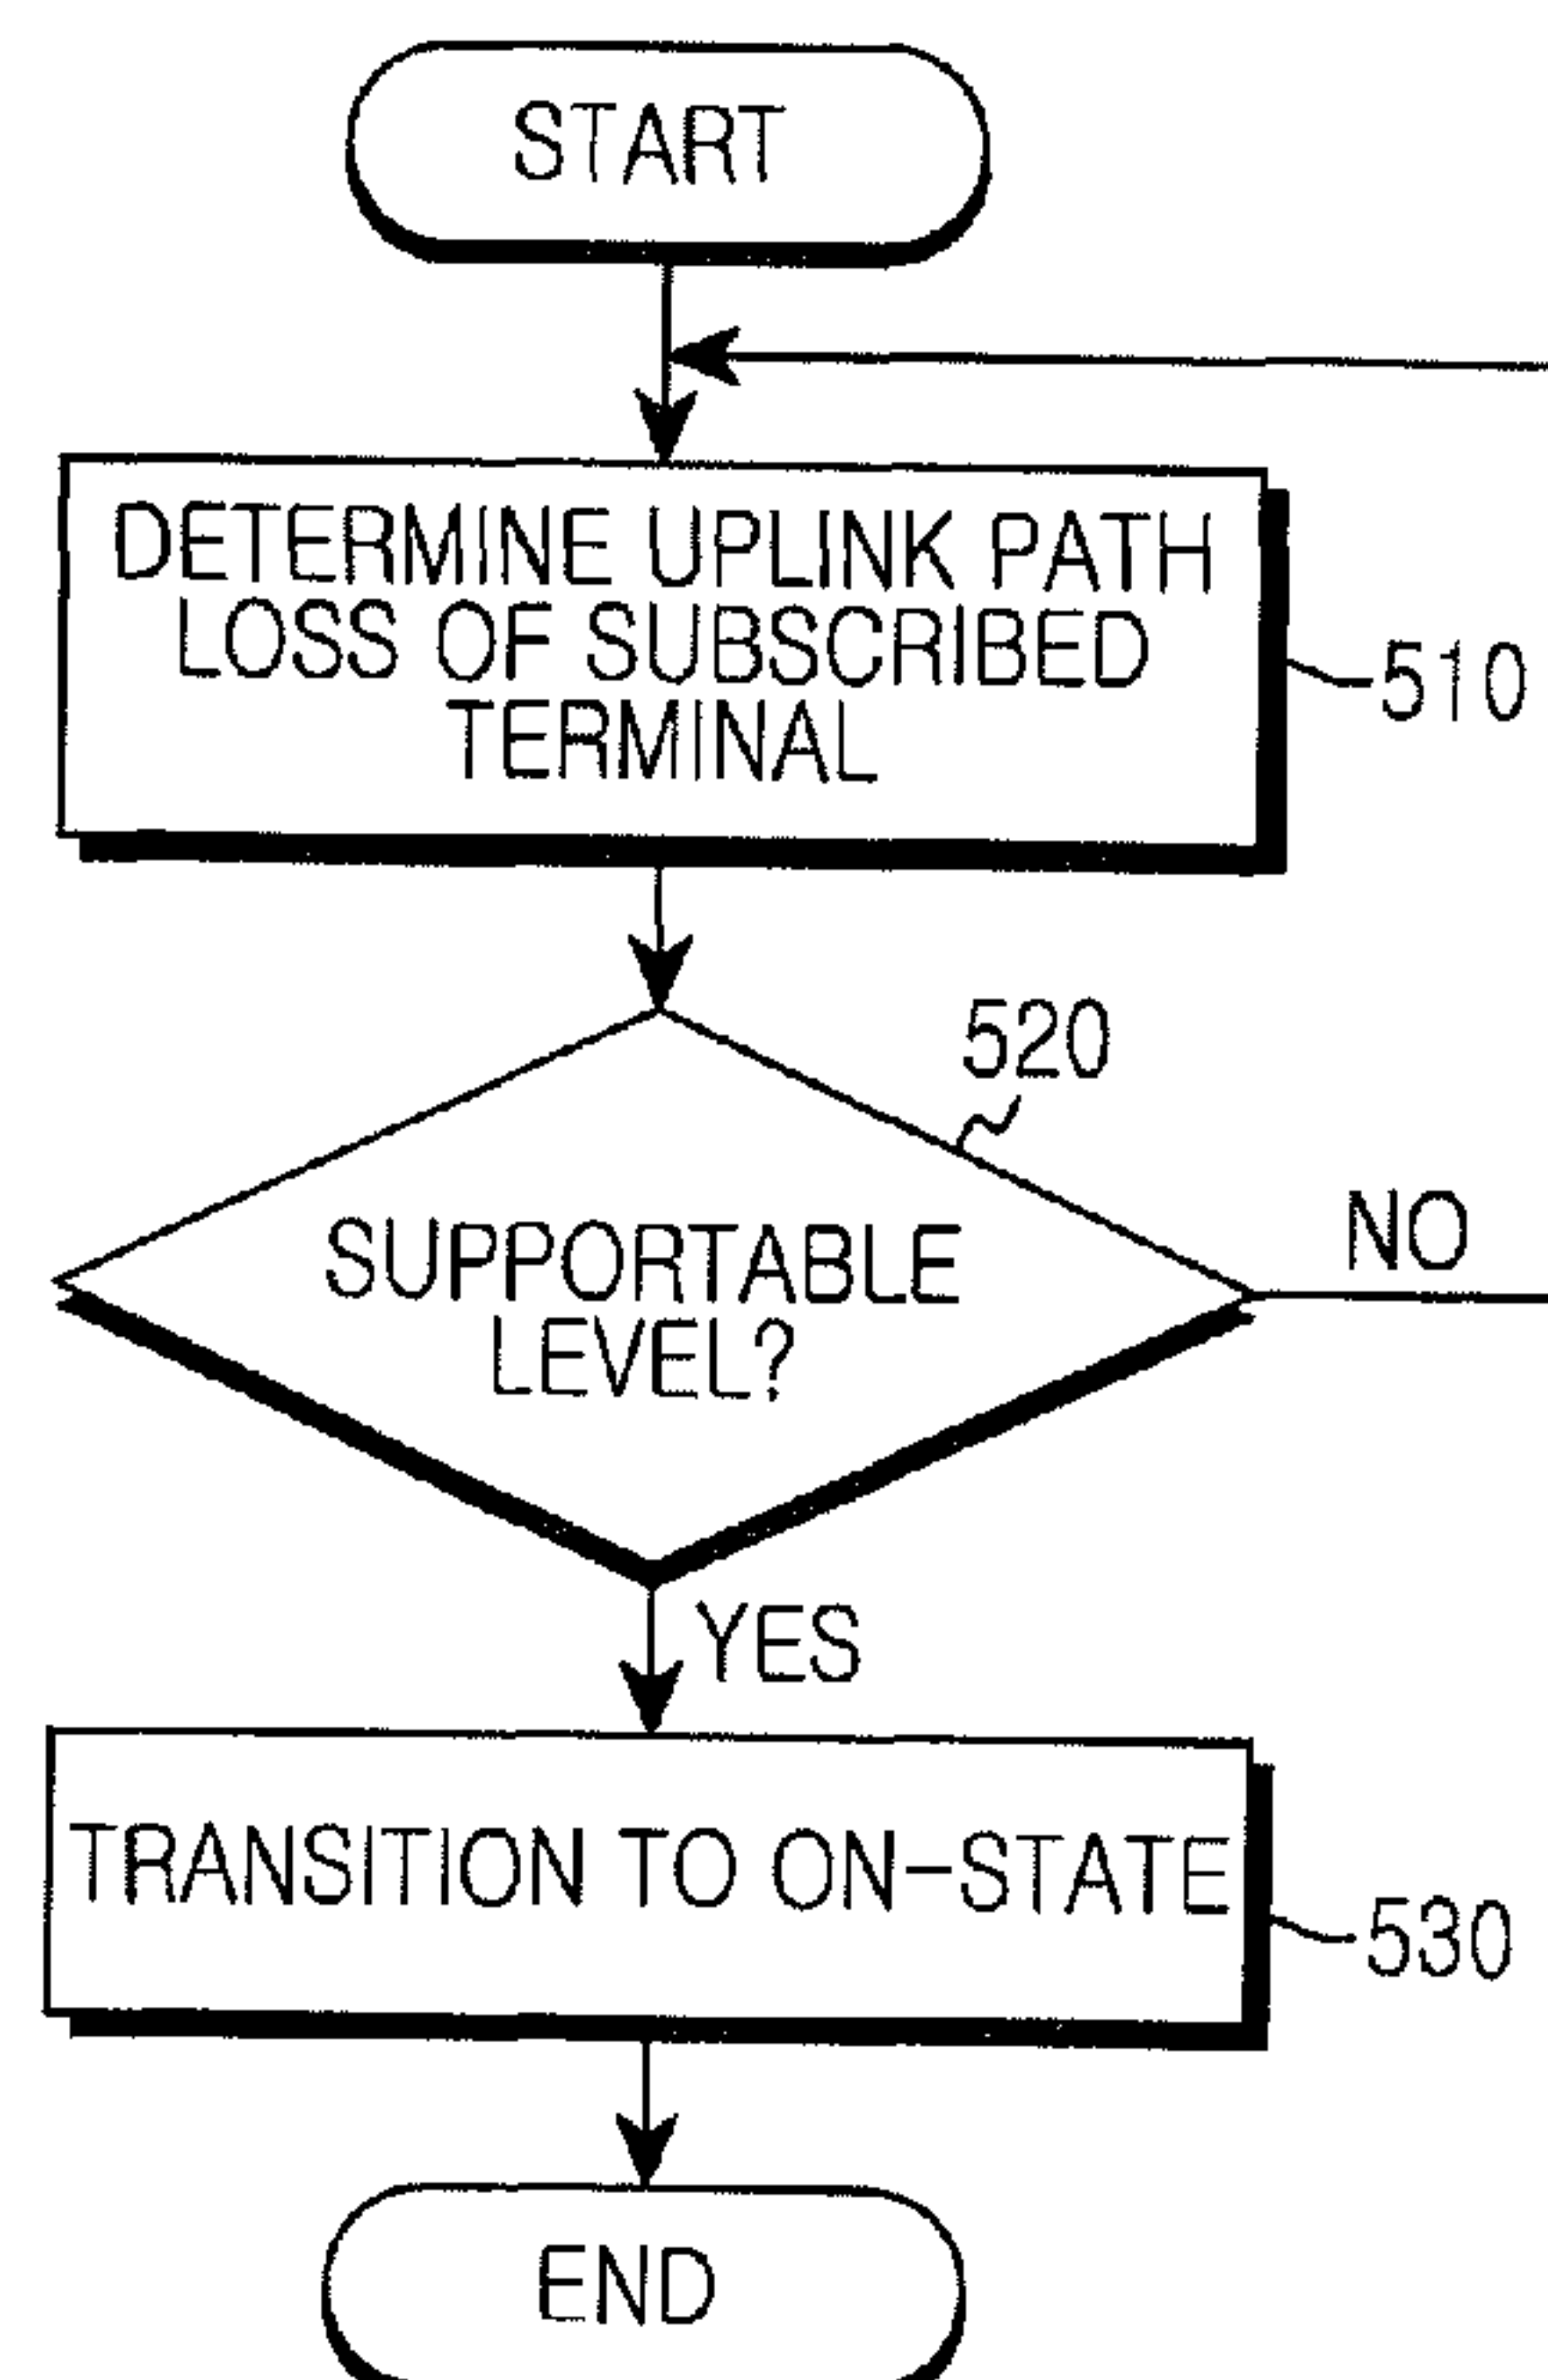 START
DETERMINE UPLINK PATH
LOSS OF SUBSCRIBED
TERMINAL
510
520
SUPPORTABLE
LEVEL?
NO
YES
TRANSITION TO ON-STATE
530
END